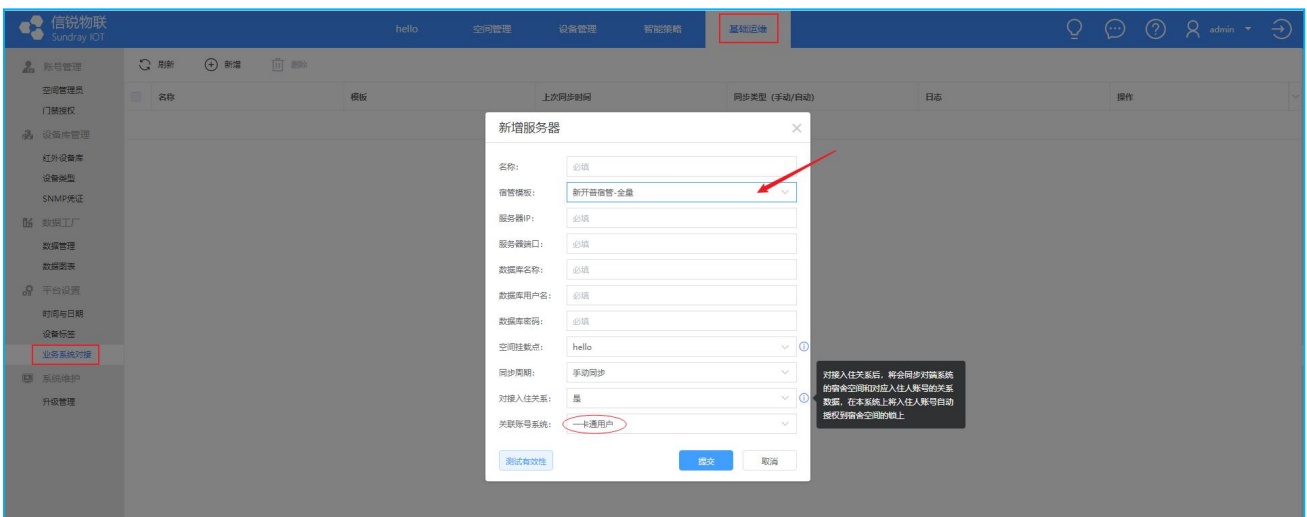 信锐物联
Sundray IOT
hello
空间管理
设备管理
智能策略
基础运维
admin
账号管理
空间管理员
门禁授权
设备库管理
红外设备库
设备类型
SNMP凭证
数据工厂
数据管理
数据图表
平台设置
时间与日期
设备标签
业务系统对接
系统维护
升级管理
刷新
新增
删除
名称
模板
上次同步时间
同步类型 (手动/自动)
日志
操作
新增服务器
名称: 必填
宿管模板: 新开普宿管-全量
服务器IP: 必填
服务器端口: 必填
数据库名称: 必填
数据库用户名: 必填
数据库密码: 必填
空间挂载点: hello
同步周期: 手动同步
对接入住关系: 是
关联账号系统: 一卡通用户
测试有效性
提交
取消
对接入住关系后，将会同步对端系统
的宿舍空间和对应入住人账号的关系
数据，在本系统上将入住人账号自动
授权到宿舍空间的锁上